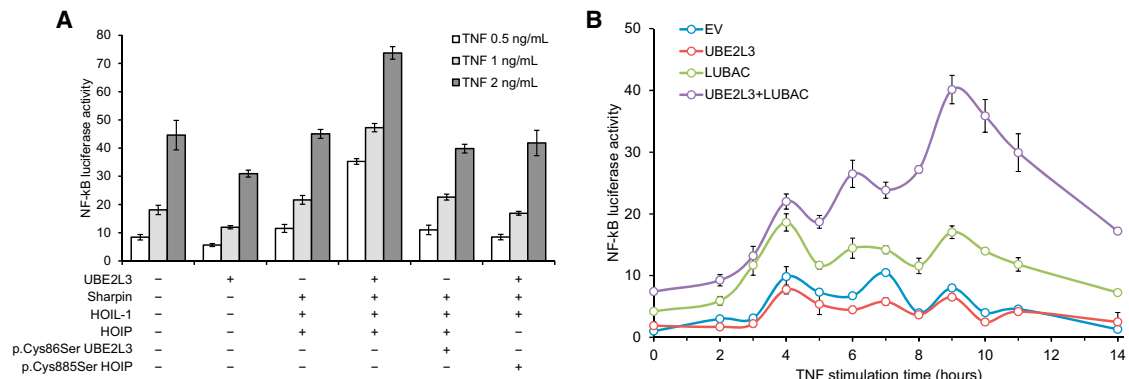 A
TNF 0.5 ng/mL
TNF 1 ng/mL
TNF 2 ng/mL
NF-kB luciferase activity
80
70
60
50
40
30
20
10
0
UBE2L3 – + – + – +
Sharpin – – + + + +
HOIL-1 – – + + + +
HOIP – – + + + –
p.Cys86Ser UBE2L3 – – – – + –
p.Cys885Ser HOIP – – – – – +
B
EV
UBE2L3
LUBAC
UBE2L3+LUBAC
NF-kB luciferase activity
50
40
30
20
10
0
0 2 4 6 8 10 12 14
TNF stimulation time (hours)